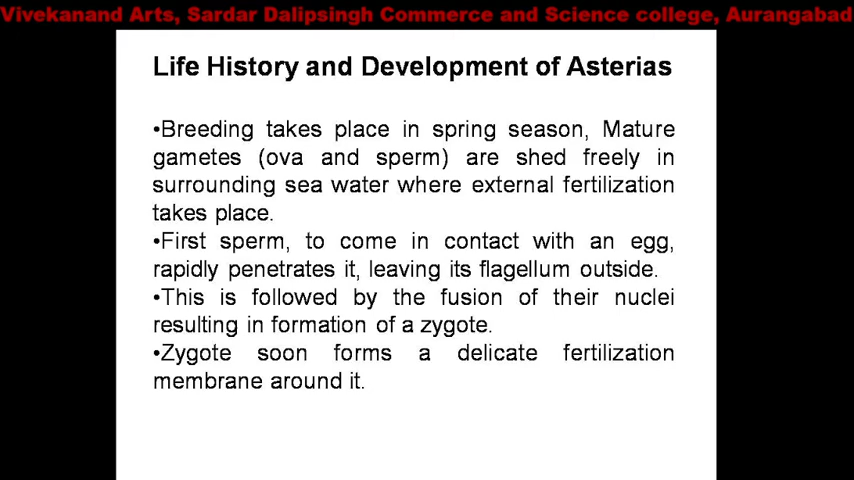 Vivekanand Arts, Sardar Dalipsingh Commerce and Science college, Aurangabad
Life History and Development of Asterias
•Breeding takes place in spring season, Mature
gametes (ova and sperm) are shed freely in
surrounding sea water where external fertilization
takes place.
•First sperm, to come in contact with an egg,
rapidly penetrates it, leaving its flagellum outside.
•This is followed by the fusion of their nuclei
resulting in formation of a zygote.
•Zygote soon forms a delicate fertilization
membrane around it.